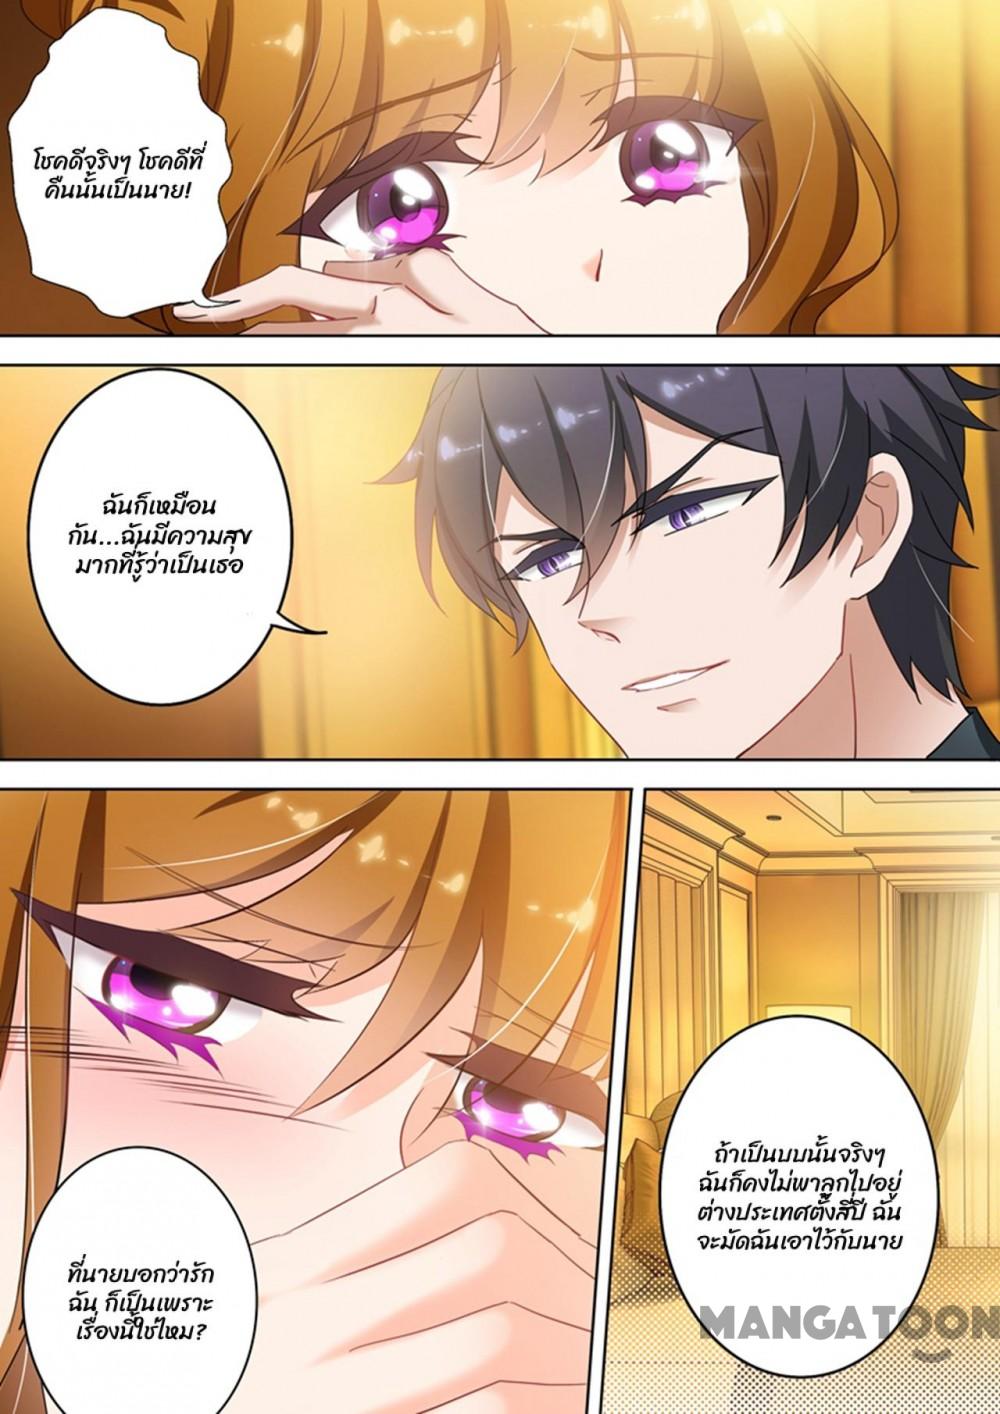 โชคดีจริงๆ โชคดีที่
คืนนั้นเป็นนาย!
ฉันก็เหมือน
กัน...ฉันมีความสุข
มากที่รู้ว่าเป็นเธอ
ถ้าเป็นบบนั้นจริงๆ
ฉันก็คงไม่พาลูกไปอยู่
ต่างประเทศตั้งสี่ปี ฉัน
จะมัดฉันเอาไว้กับนาย
ที่นายบอกว่ารัก
ฉัน ก็เป็นเพราะ
เรื่องนี้ใช่ไหม?
MANGATOON